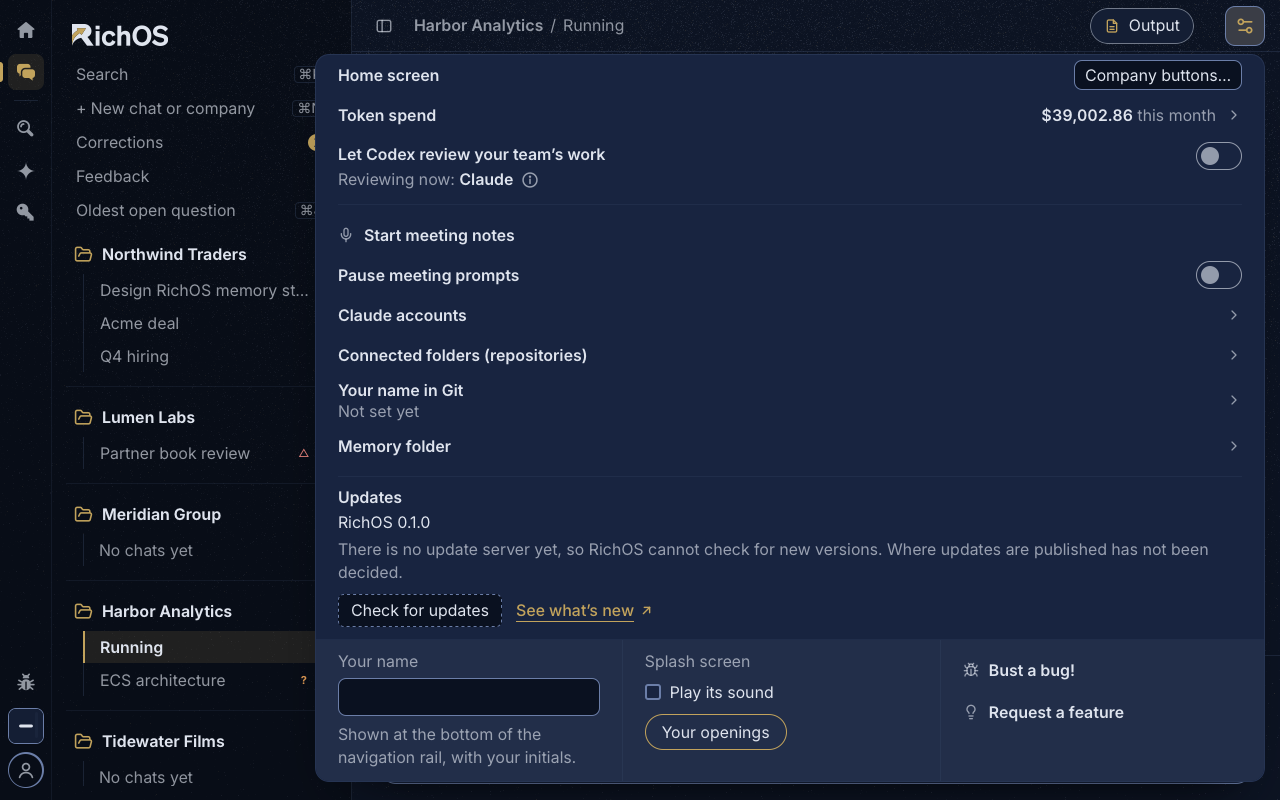 RichOS
Search
+ New chat or company
Corrections
Feedback
Oldest open question
Northwind Traders
Design RichOS memory st...
Acme deal
Q4 hiring
Lumen Labs
Partner book review
Meridian Group
No chats yet
Harbor Analytics
Running
ECS architecture ?
Tidewater Films
No chats yet
Harbor Analytics / Running
Output
Home screen
Company buttons...
Token spend
$39,002.86 this month
Let Codex review your team’s work
Reviewing now: Claude
Start meeting notes
Pause meeting prompts
Claude accounts
Connected folders (repositories)
Your name in Git
Not set yet
Memory folder
Updates
RichOS 0.1.0
There is no update server yet, so RichOS cannot check for new versions. Where updates are published has not been
decided.
Check for updates
See what’s new ↗
Your name
Shown at the bottom of the
navigation rail, with your initials.
Splash screen
Play its sound
Your openings
Bust a bug!
Request a feature